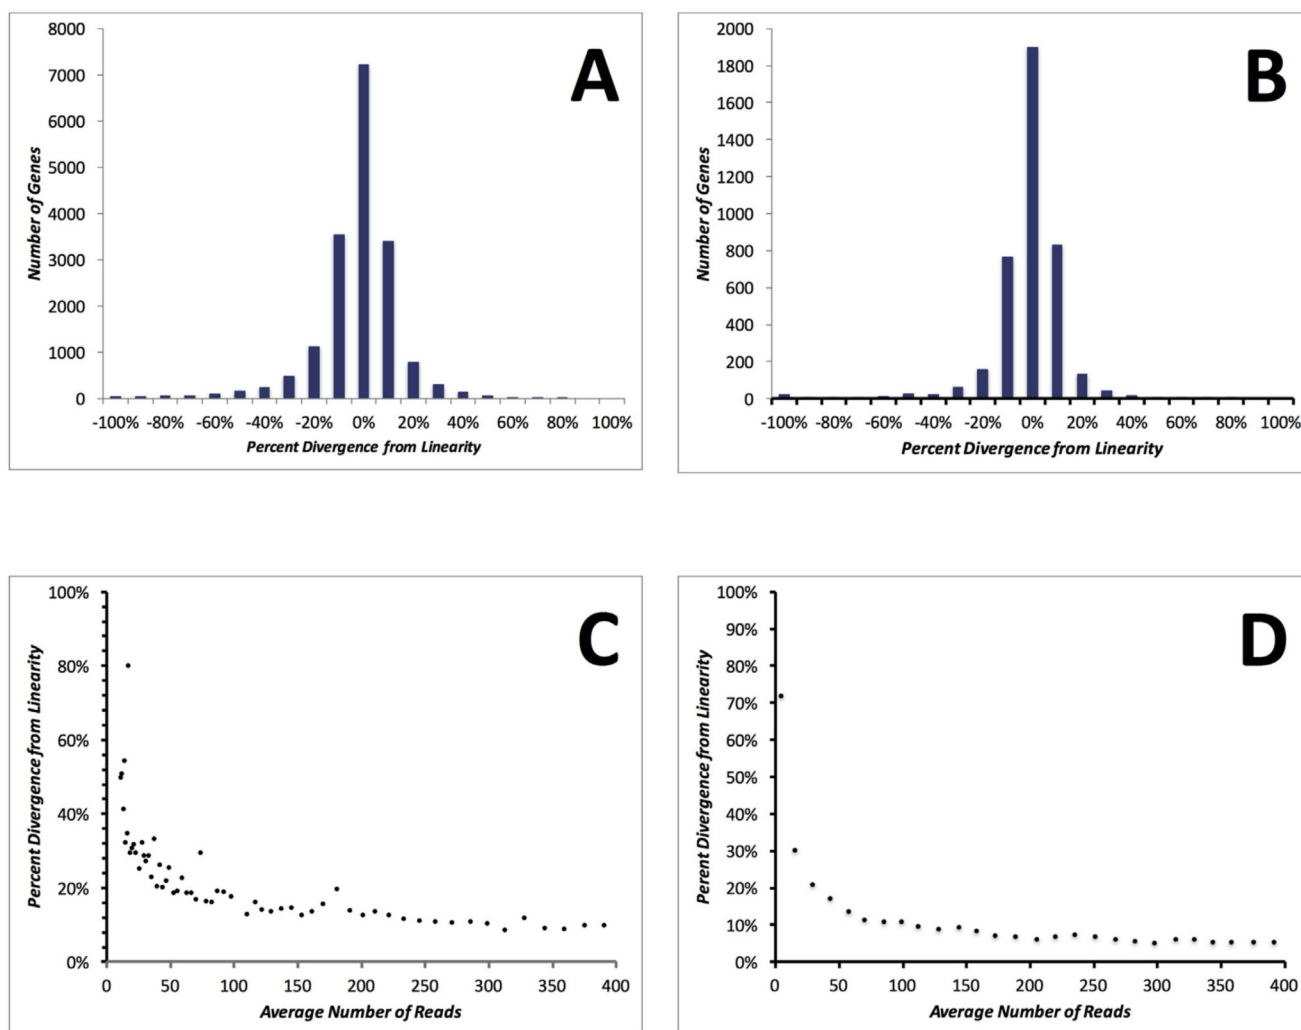 A
8000
7000
6000
5000
4000
3000
2000
1000
0
Number of Genes
-100% -80% -60% -40% -20% 0% 20% 40% 60% 80% 100%
Percent Divergence from Linearity
B
2000
1800
1600
1400
1200
1000
800
600
400
200
0
Number of Genes
-100% -80% -60% -40% -20% 0% 20% 40% 60% 80% 100%
Percent Divergence from Linearity
C
100%
80%
60%
40%
20%
0%
Percent Divergence from Linearity
0 50 100 150 200 250 300 350 400
Average Number of Reads
D
100%
90%
80%
70%
60%
50%
40%
30%
20%
10%
0%
Perent Divergence from Linearity
0 50 100 150 200 250 300 350 400
Average Number of Reads